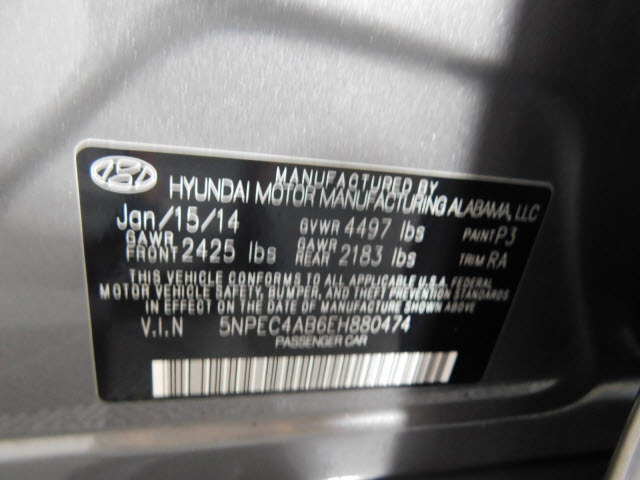 MANUFACTURED BY
HYUNDAI MOTOR MANUFACTURING ALABAMA, LLC
Jan/15/14 GVWR 4497 lbs PAINT P3
GAWR FRONT 2425 lbs GAWR REAR 2183 lbs TRIM RA
THIS VEHICLE CONFORMS TO ALL APPLICABLE U.S.A. FEDERAL
MOTOR VEHICLE SAFETY, BUMPER, AND THEFT PREVENTION STANDARDS
IN EFFECT ON THE DATE OF MANUFACTURE SHOWN ABOVE.
V.I.N 5NPEC4AB6EH880474
PASSENGER CAR